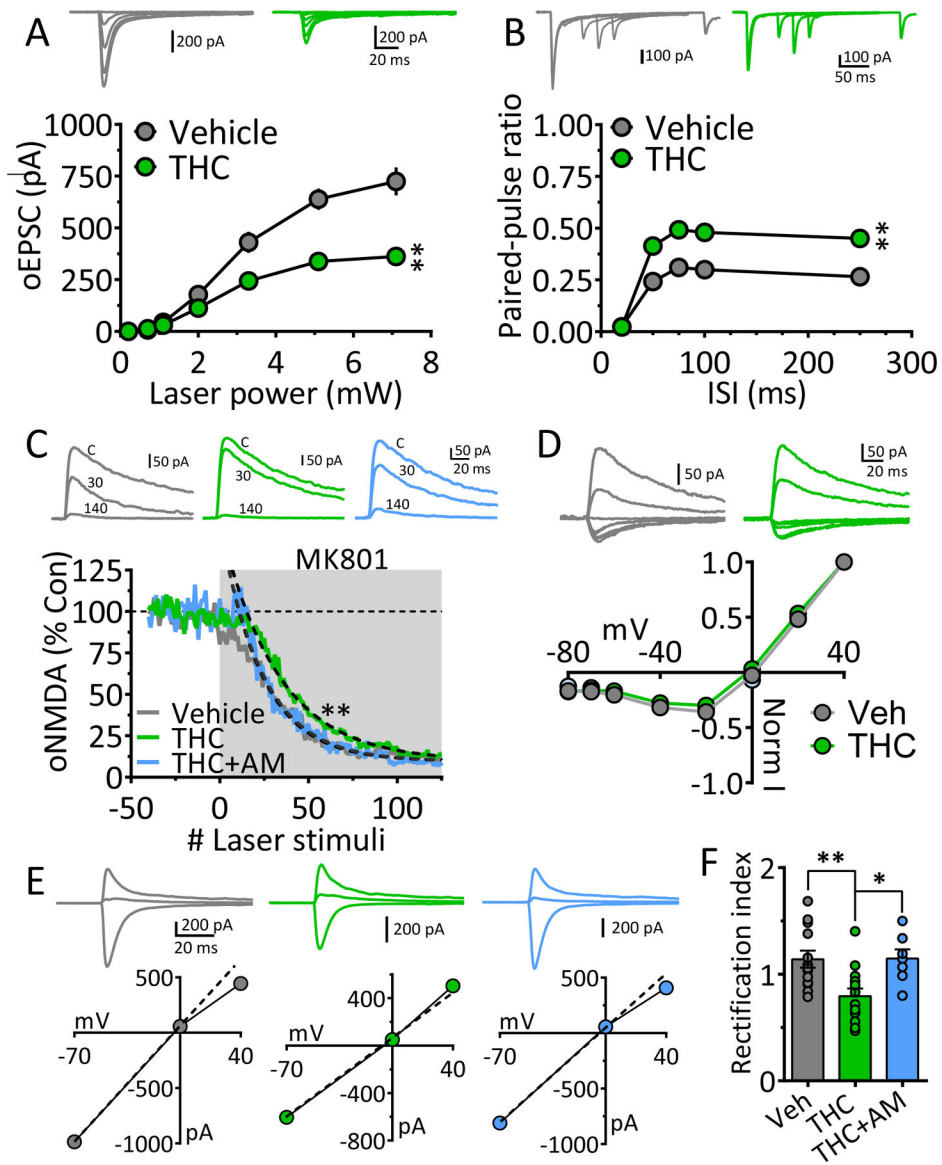 A
200 pA
200 pA
20 ms
oEPSC (pA)
1000
750
500
250
0
0 2 4 6 8
Laser power (mW)
Vehicle
THC
**
B
100 pA
100 pA
50 ms
Paired-pulse ratio
1.00
0.75
0.50
0.25
0.00
0 100 200 300
ISI (ms)
Vehicle
THC
**
C
C
30
140
50 pA
C
30
140
50 pA
C
30
140
50 pA
20 ms
MK801
oNMDA (% Con)
125
100
75
50
25
0
-50 0 50 100
# Laser stimuli
Vehicle
THC
THC+AM
**
D
50 pA
50 pA
20 ms
1.0
0.5
-0.5
-1.0
mV
-80 -40 40
Norm I
Veh
THC
E
200 pA
20 ms
200 pA
200 pA
500
mV
-70 40
-500
-1000
pA
400
mV
-70 40
-400
-800
pA
500
mV
-70 40
-500
-1000
pA
F
Rectification index
2
1
0
**
*
Veh
THC
THC+AM